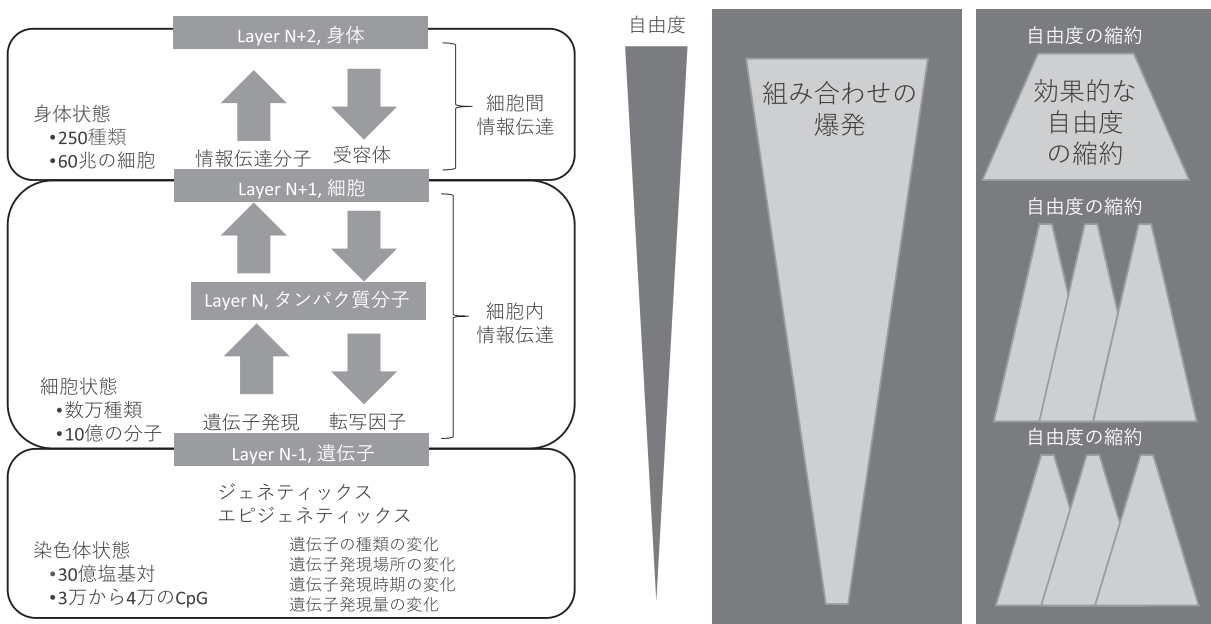 Layer N+2, 身体
身体状態
•250種類
•60兆の細胞
情報伝達分子
受容体
細胞間
情報伝達
Layer N+1, 細胞
Layer N, タンパク質分子
細胞内
情報伝達
細胞状態
•数万種類
•10億の分子
遺伝子発現
転写因子
Layer N-1, 遺伝子
ジェネティックス
エピジェネティックス
染色体状態
•30億塩基対
•3万から4万のCpG
遺伝子の種類の変化
遺伝子発現場所の変化
遺伝子発現時期の変化
遺伝子発現量の変化
自由度
組み合わせの
爆発
自由度の縮約
効果的な
自由度
の縮約
自由度の縮約
自由度の縮約